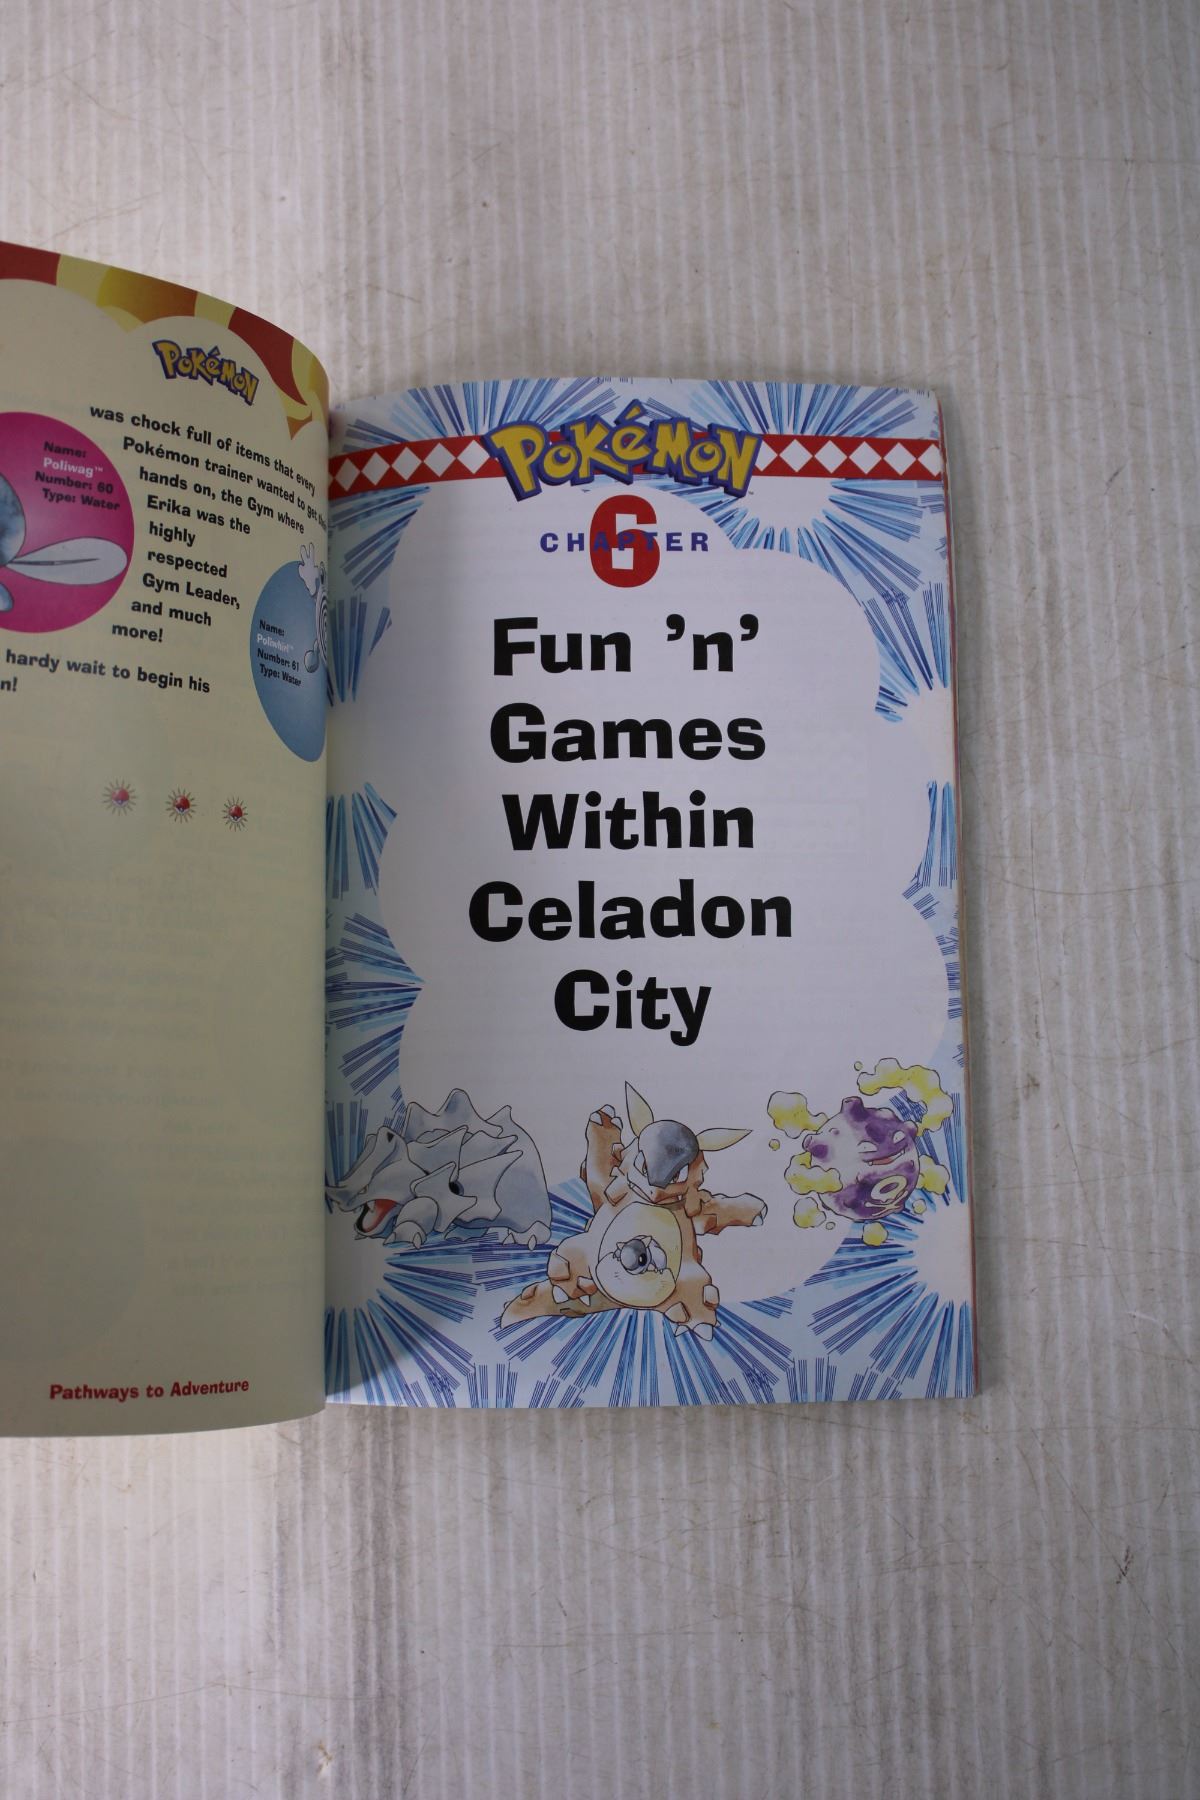 Pokémon
was chock full of items that every
Pokémon trainer wanted to get their
hands on, the Gym where
Erika was the
highly
respected
Gym Leader,
and much
more!
hardy wait to begin his
n!
Name:
Poliwag™
Number: 60
Type: Water
Name:
Poliwhirl™
Number: 61
Type: Water
Pathways to Adventure
POKéMON
CHAPTER
6
Fun 'n'
Games
Within
Celadon
City